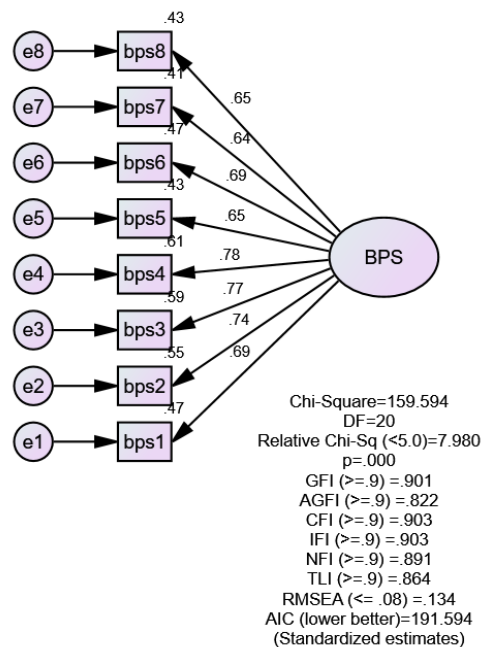 .43
e8 bps8
.41
.65
e7 bps7
.47
.64
e6 bps6
.43
.69
e5 bps5
.65
.61
.78
e4 bps4
BPS
.59
.77
e3 bps3
.55
.74
e2 bps2
.69
.47
e1 bps1
Chi-Square=159.594
DF=20
Relative Chi-Sq (<5.0)=7.980
p=.000
GFI (>=.9) =.901
AGFI (>=.9) =.822
CFI (>=.9) =.903
IFI (>=.9) =.903
NFI (>=.9) =.891
TLI (>=.9) =.864
RMSEA (<= .08) =.134
AIC (lower better)=191.594
(Standardized estimates)